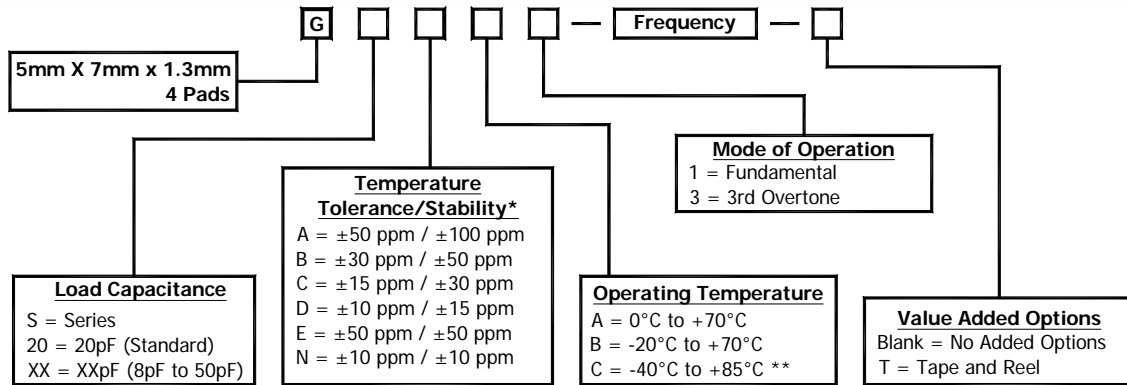 G
Frequency
5mm X 7mm x 1.3mm
4 Pads
Mode of Operation
1 = Fundamental
3 = 3rd Overtone
Temperature
Tolerance/Stability*
A = ±50 ppm / ±100 ppm
B = ±30 ppm / ±50 ppm
C = ±15 ppm / ±30 ppm
D = ±10 ppm / ±15 ppm
E = ±50 ppm / ±50 ppm
N = ±10 ppm / ±10 ppm
Load Capacitance
S = Series
20 = 20pF (Standard)
XX = XXpF (8pF to 50pF)
Operating Temperature
A = 0°C to +70°C
B = -20°C to +70°C
C = -40°C to +85°C **
Value Added Options
Blank = No Added Options
T = Tape and Reel